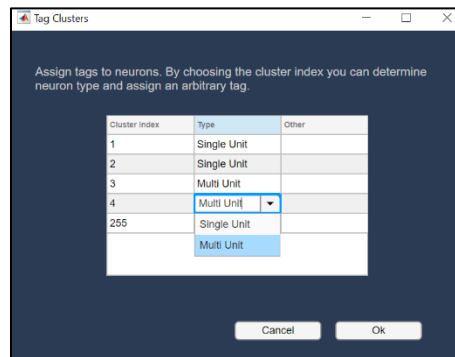 Tag Clusters
Assign tags to neurons. By choosing the cluster index you can determine
neuron type and assign an arbitrary tag.
Cluster Index Type Other
1 Single Unit
2 Single Unit
3 Multi Unit
4 Multi Unit
255 Single Unit
Multi Unit
Cancel Ok